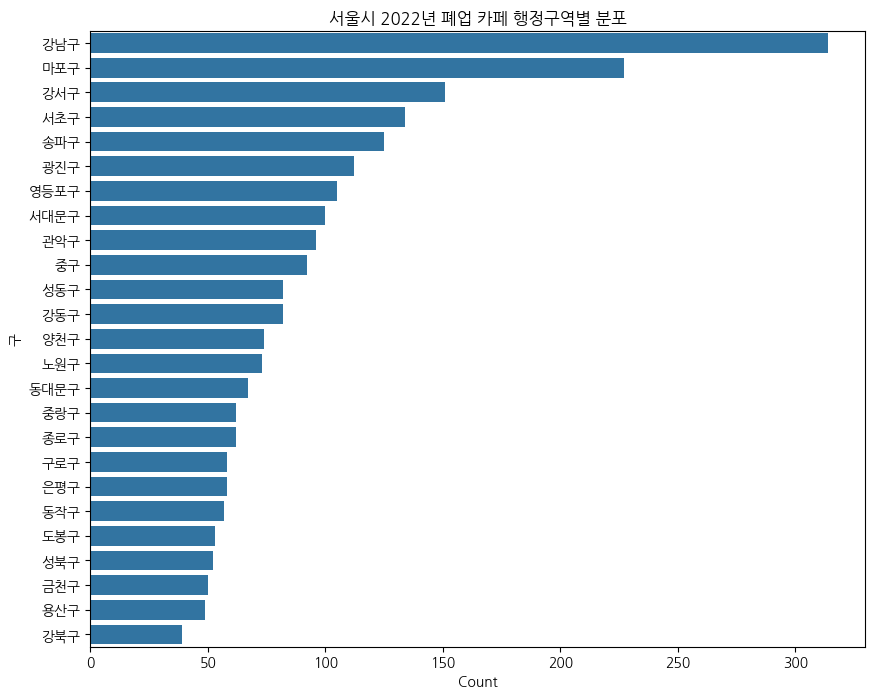 서울시 2022년 폐업 카페 행정구역별 분포
강남구
마포구
강서구
서초구
송파구
광진구
영등포구
서대문구
관악구
중구
성동구
강동구
양천구
노원구
동대문구
중랑구
종로구
구로구
은평구
동작구
도봉구
성북구
금천구
용산구
강북구
구
0 50 100 150 200 250 300
Count